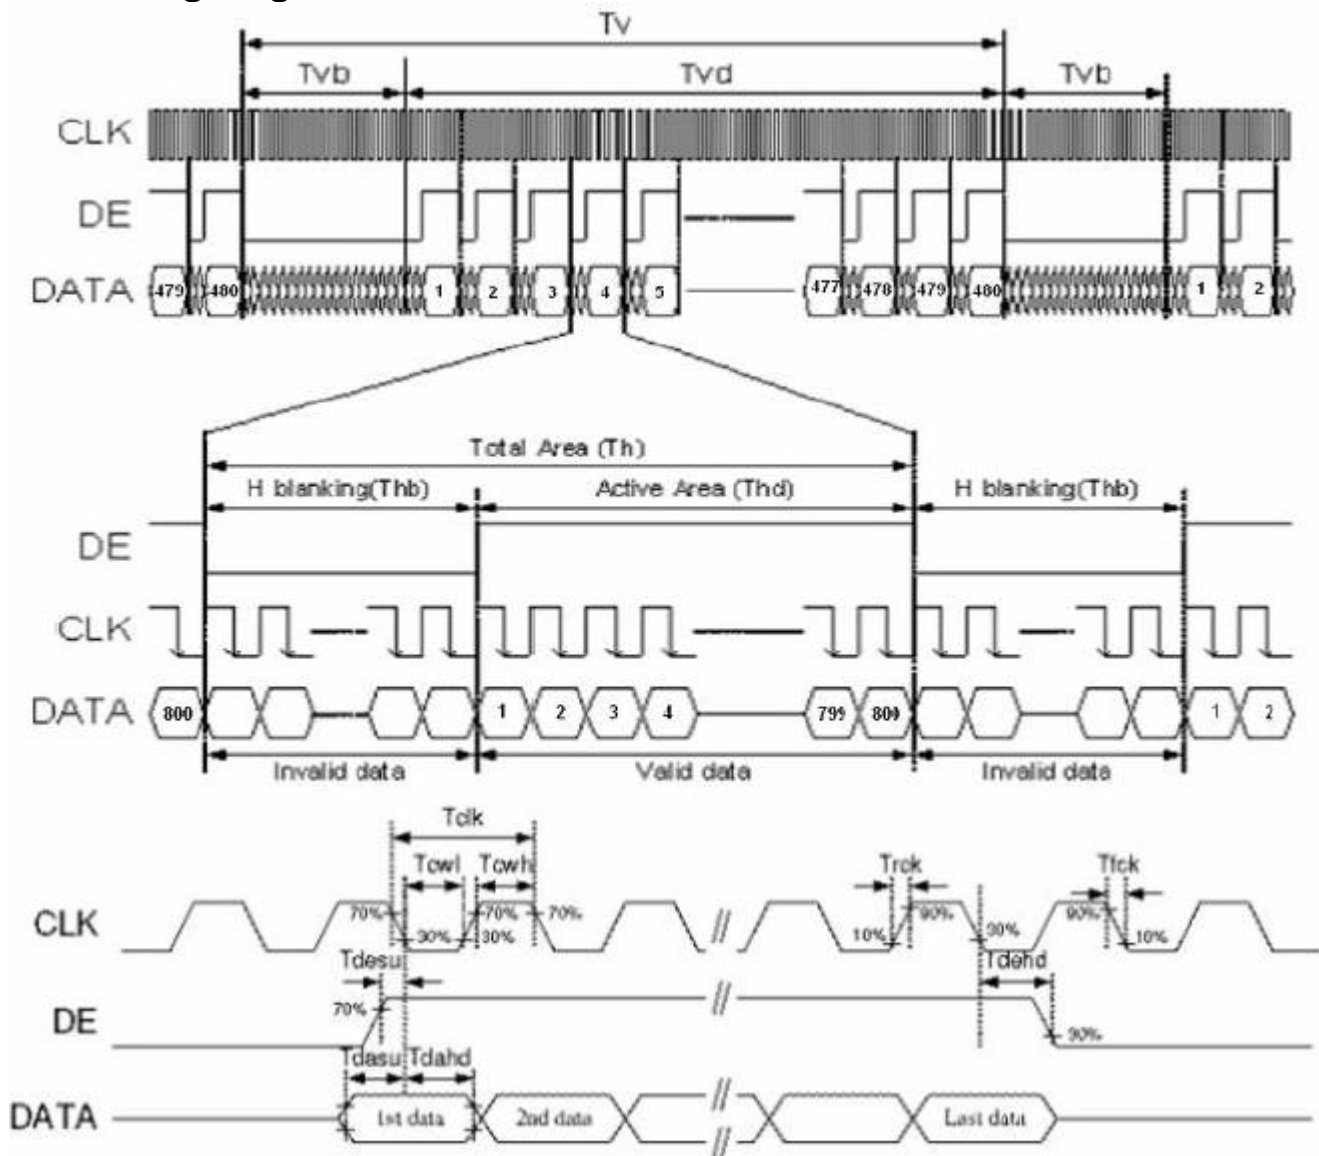 Tv
Tvb Tvd Tvb
CLK
DE
DATA 479 480 1 2 3 4 5 477 478 479 480 1 2
Total Area (Th)
H blanking(Thb) Active Area (Thd) H blanking(Thb)
DE
CLK
DATA 800 1 2 3 4 799 800 1 2
Invalid data Valid data Invalid data
Tclk
Tcwl Tcwh Trck Tfck
CLK 70% 70% 70% 90% 90%
30% 30% 10% 30% 10%
Tdesu Tdehd
DE 70% 30%
Tdasu Tdahd
DATA 1st data 2nd data Last data